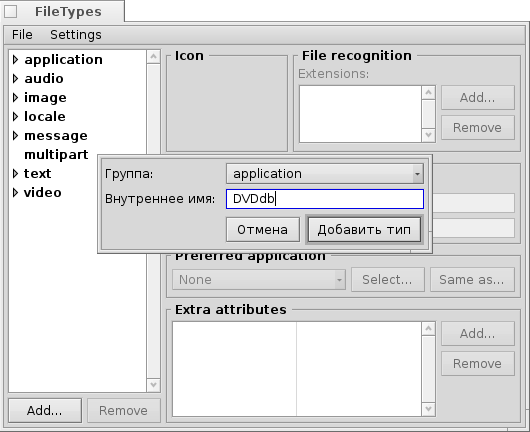 FileTypes
File Settings
application
audio
image
locale
message
multipart
text
video
Add...
Remove
Icon
File recognition
Extensions:
Add...
Remove
Группа:
application
Внутреннее имя:
DVDdb
Отмена
Добавить тип
Preferred application
None
Select...
Same as...
Extra attributes
Add...
Remove